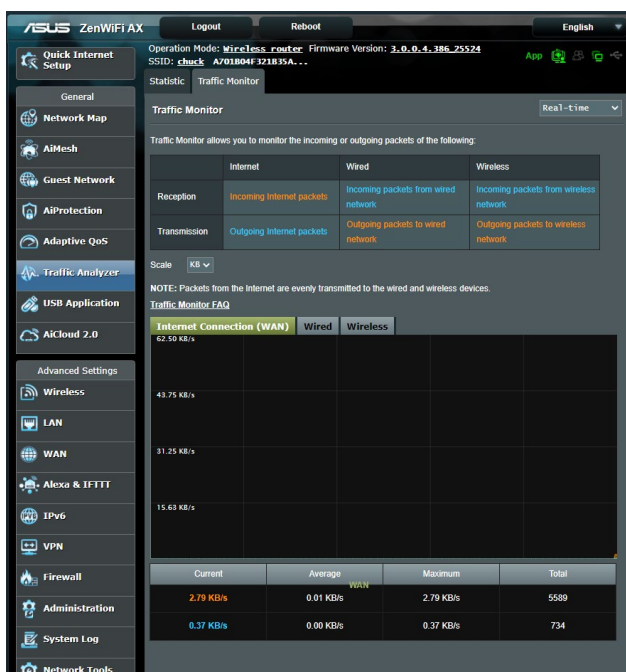 ASUS ZenWiFi AX
Logout
Reboot
English
Quick Internet
Setup
General
Network Map
AiMesh
Guest Network
AiProtection
Adaptive QoS
Traffic Analyzer
USB Application
AiCloud 2.0
Advanced Settings
Wireless
LAN
WAN
Alexa & IFTTT
IPv6
VPN
Firewall
Administration
System Log
Network Tools
Operation Mode: Wireless router Firmware Version: 3.0.0.4.386_25524
SSID: chuck A701B04F321B35A...
App
Statistic
Traffic Monitor
Traffic Monitor
Real-time
Traffic Monitor allows you to monitor the incoming or outgoing packets of the following:
Internet Wired Wireless
Reception
Incoming Internet packets
Incoming packets from wired
network
Incoming packets from wireless
network
Transmission
Outgoing Internet packets
Outgoing packets to wired
network
Outgoing packets to wireless
network
Scale KB
NOTE: Packets from the Internet are evenly transmitted to the wired and wireless devices.
Traffic Monitor FAQ
Internet Connection (WAN) Wired Wireless
62.50 KB/s
43.75 KB/s
31.25 KB/s
15.63 KB/s
Current Average Maximum Total
WAN
2.79 KB/s 0.01 KB/s 2.79 KB/s 5589
0.37 KB/s 0.00 KB/s 0.37 KB/s 734